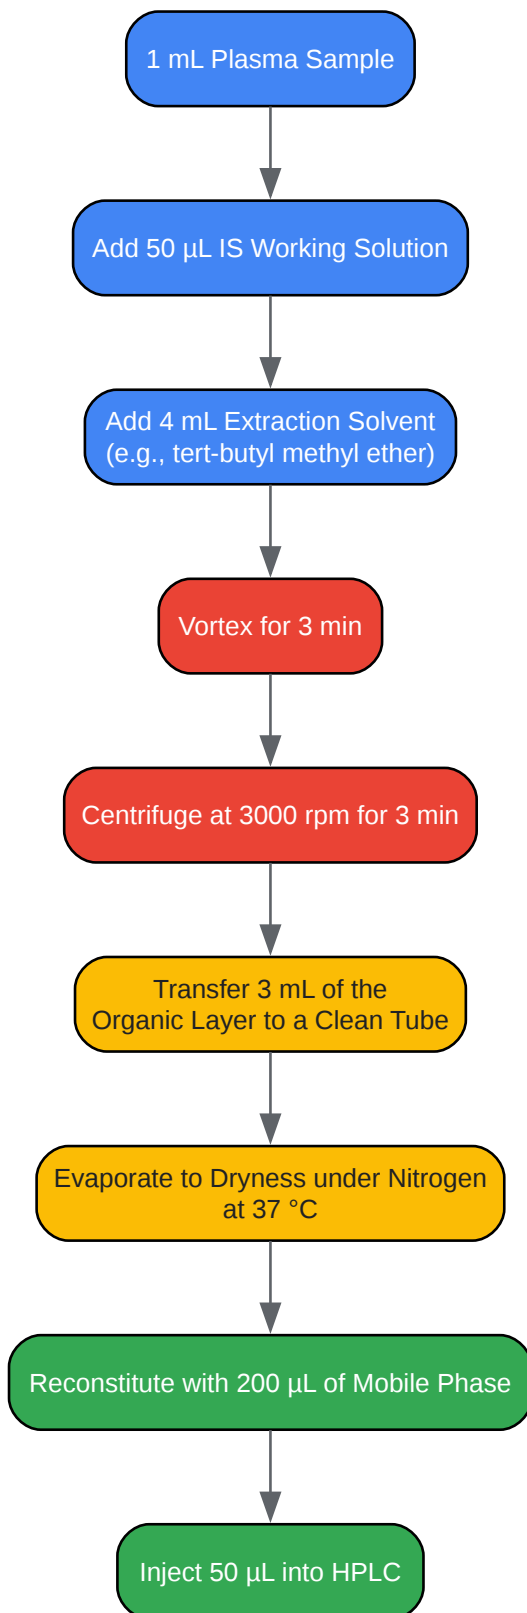 1 mL Plasma Sample
Add 50 µL IS Working Solution
Add 4 mL Extraction Solvent
(e.g., tert-butyl methyl ether)
Vortex for 3 min
Centrifuge at 3000 rpm for 3 min
Transfer 3 mL of the
Organic Layer to a Clean Tube
Evaporate to Dryness under Nitrogen
at 37 °C
Reconstitute with 200 µL of Mobile Phase
Inject 50 µL into HPLC